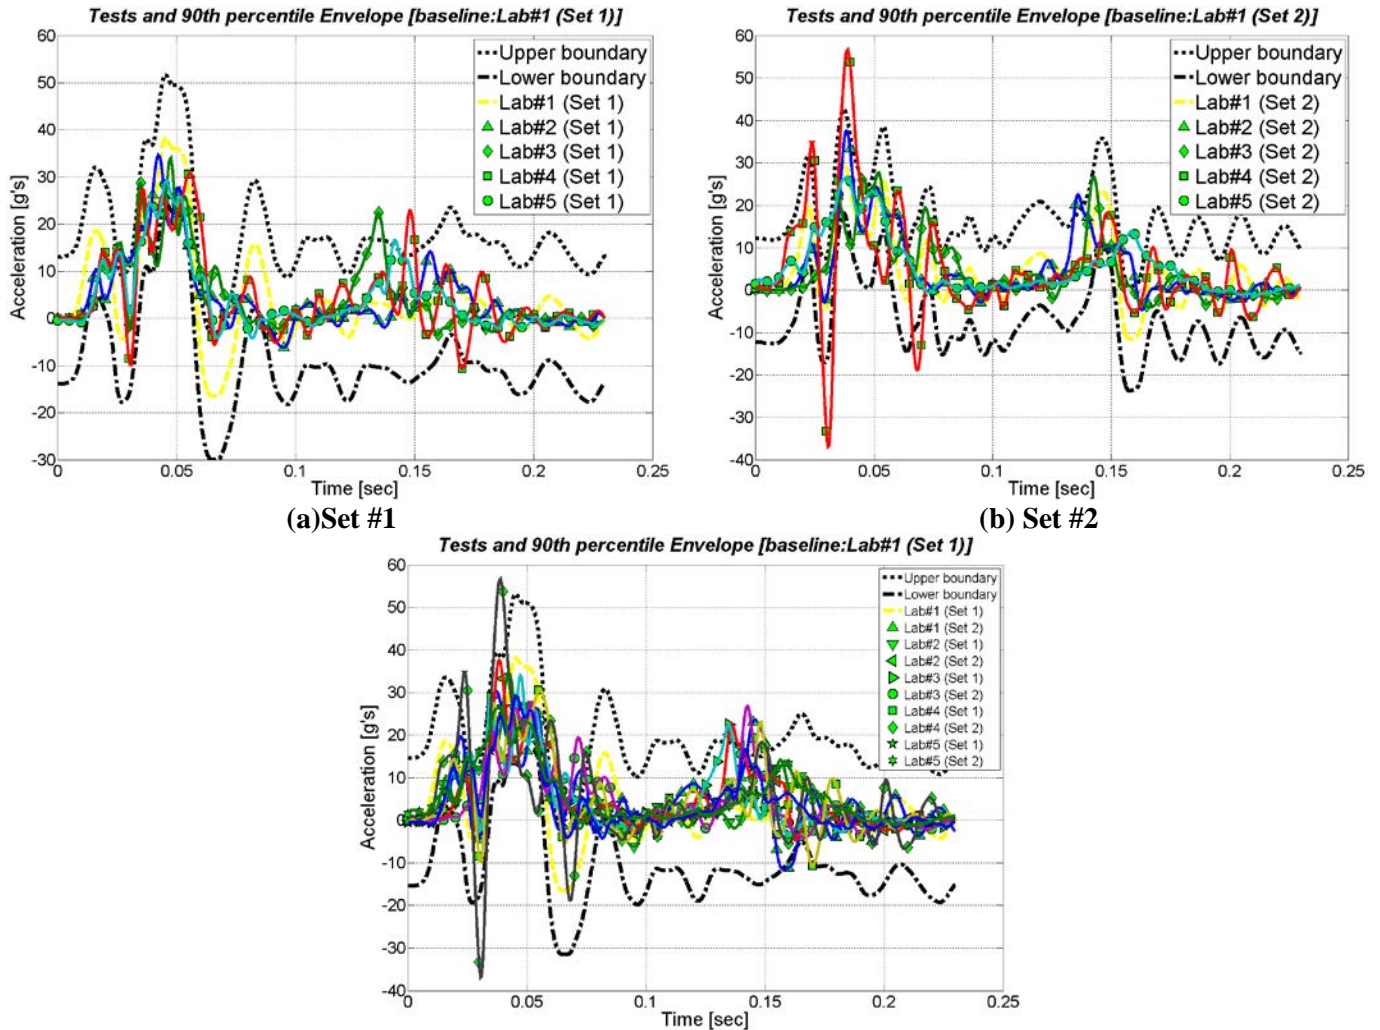 Tests and 90th percentile Envelope [baseline:Lab#1 (Set 1)]
60
50
40
30
20
10
0
-10
-20
-30
Acceleration [g's]
Upper boundary
Lower boundary
Lab#1 (Set 1)
Lab#2 (Set 1)
Lab#3 (Set 1)
Lab#4 (Set 1)
Lab#5 (Set 1)
0 0.05 0.1 0.15 0.2 0.25
Time [sec]
(a)Set #1
Tests and 90th percentile Envelope [baseline:Lab#1 (Set 2)]
60
50
40
30
20
10
0
-10
-20
-30
-40
Acceleration [g's]
Upper boundary
Lower boundary
Lab#1 (Set 2)
Lab#2 (Set 2)
Lab#3 (Set 2)
Lab#4 (Set 2)
Lab#5 (Set 2)
0 0.05 0.1 0.15 0.2 0.25
Time [sec]
(b) Set #2
Tests and 90th percentile Envelope [baseline:Lab#1 (Set 1)]
60
50
40
30
20
10
0
-10
-20
-30
-40
Acceleration [g's]
Upper boundary
Lower boundary
Lab#1 (Set 1)
Lab#1 (Set 2)
Lab#2 (Set 1)
Lab#2 (Set 2)
Lab#3 (Set 1)
Lab#3 (Set 2)
Lab#4 (Set 1)
Lab#4 (Set 2)
Lab#5 (Set 1)
Lab#5 (Set 2)
0 0.05 0.1 0.15 0.2 0.25
Time [sec]